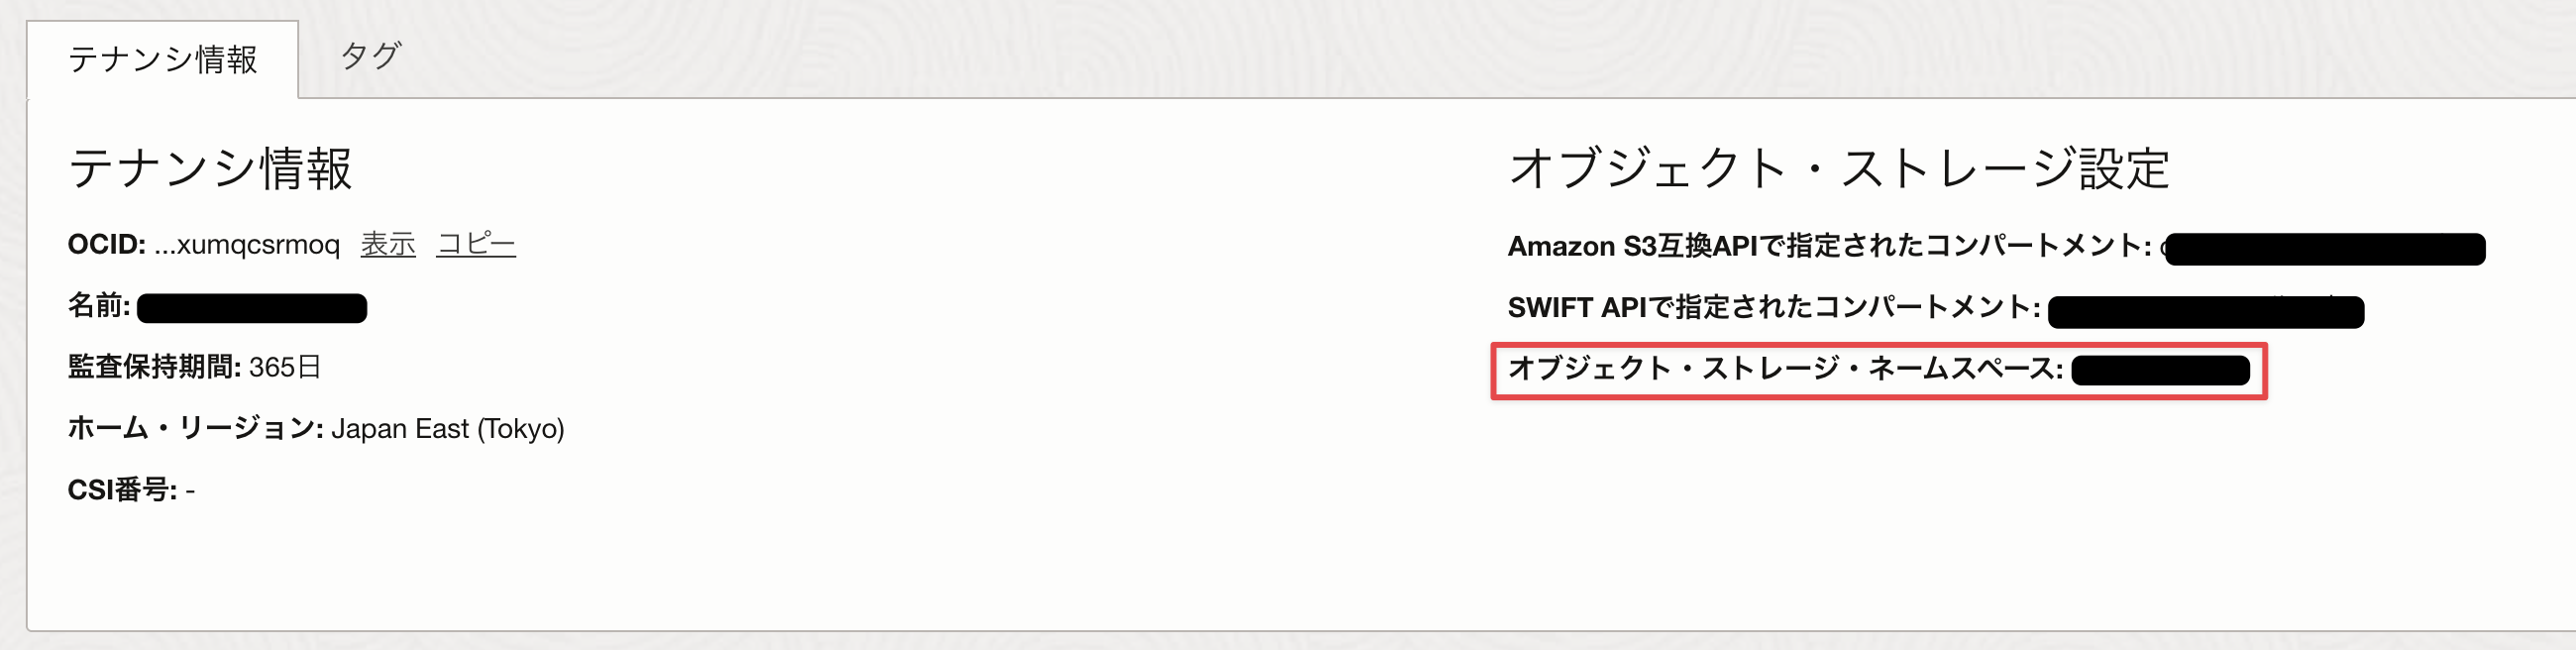 テナンシ情報
タグ
テナンシ情報
OCID: ...xumqcsrmoq 表示 コピー
名前:
監査保持期間: 365日
ホーム・リージョン: Japan East (Tokyo)
CSI番号: -
オブジェクト・ストレージ設定
Amazon S3互換APIで指定されたコンパートメント:
SWIFT APIで指定されたコンパートメント:
オブジェクト・ストレージ・ネームスペース: